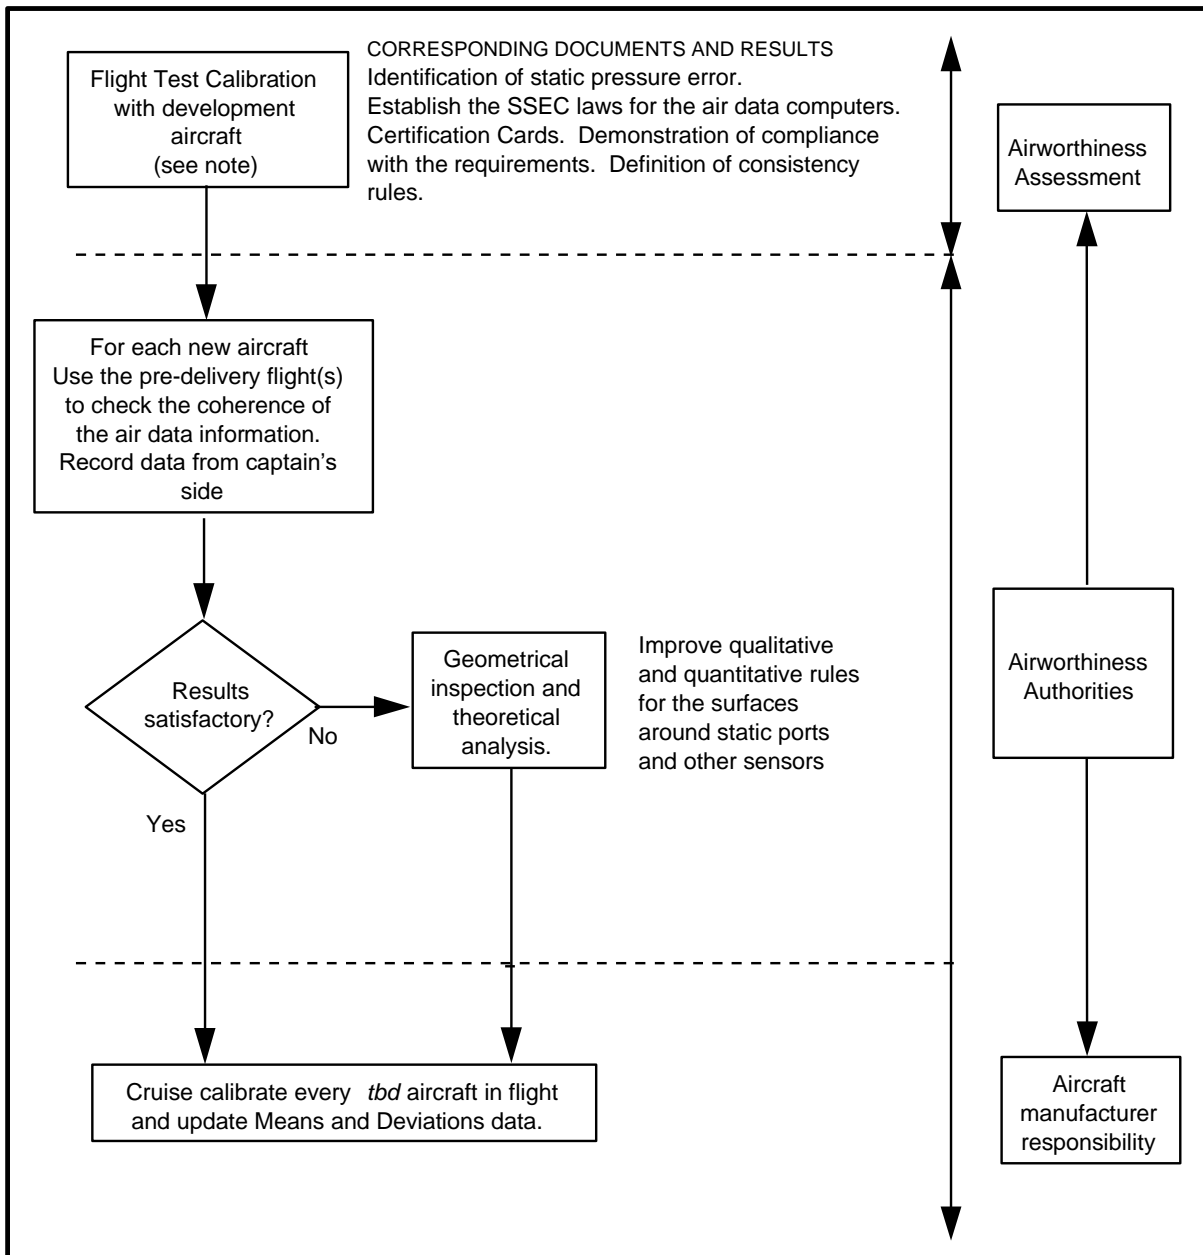 Flight Test Calibration
with development
aircraft
(see note)
CORRESPONDING DOCUMENTS AND RESULTS
Identification of static pressure error.
Establish the SSEC laws for the air data computers.
Certification Cards.  Demonstration of compliance
with the requirements.  Definition of consistency
rules.
Airworthiness
Assessment
For each new aircraft
Use the pre-delivery flight(s)
to check the coherence of
the air data information.
Record data from captain’s
side
Results
satisfactory?
No
Yes
Geometrical
inspection and
theoretical
analysis.
Improve qualitative
and quantitative rules
for the surfaces
around static ports
and other sensors
Airworthiness
Authorities
Cruise calibrate every tbd aircraft in flight
and update Means and Deviations data.
Aircraft
manufacturer
responsibility